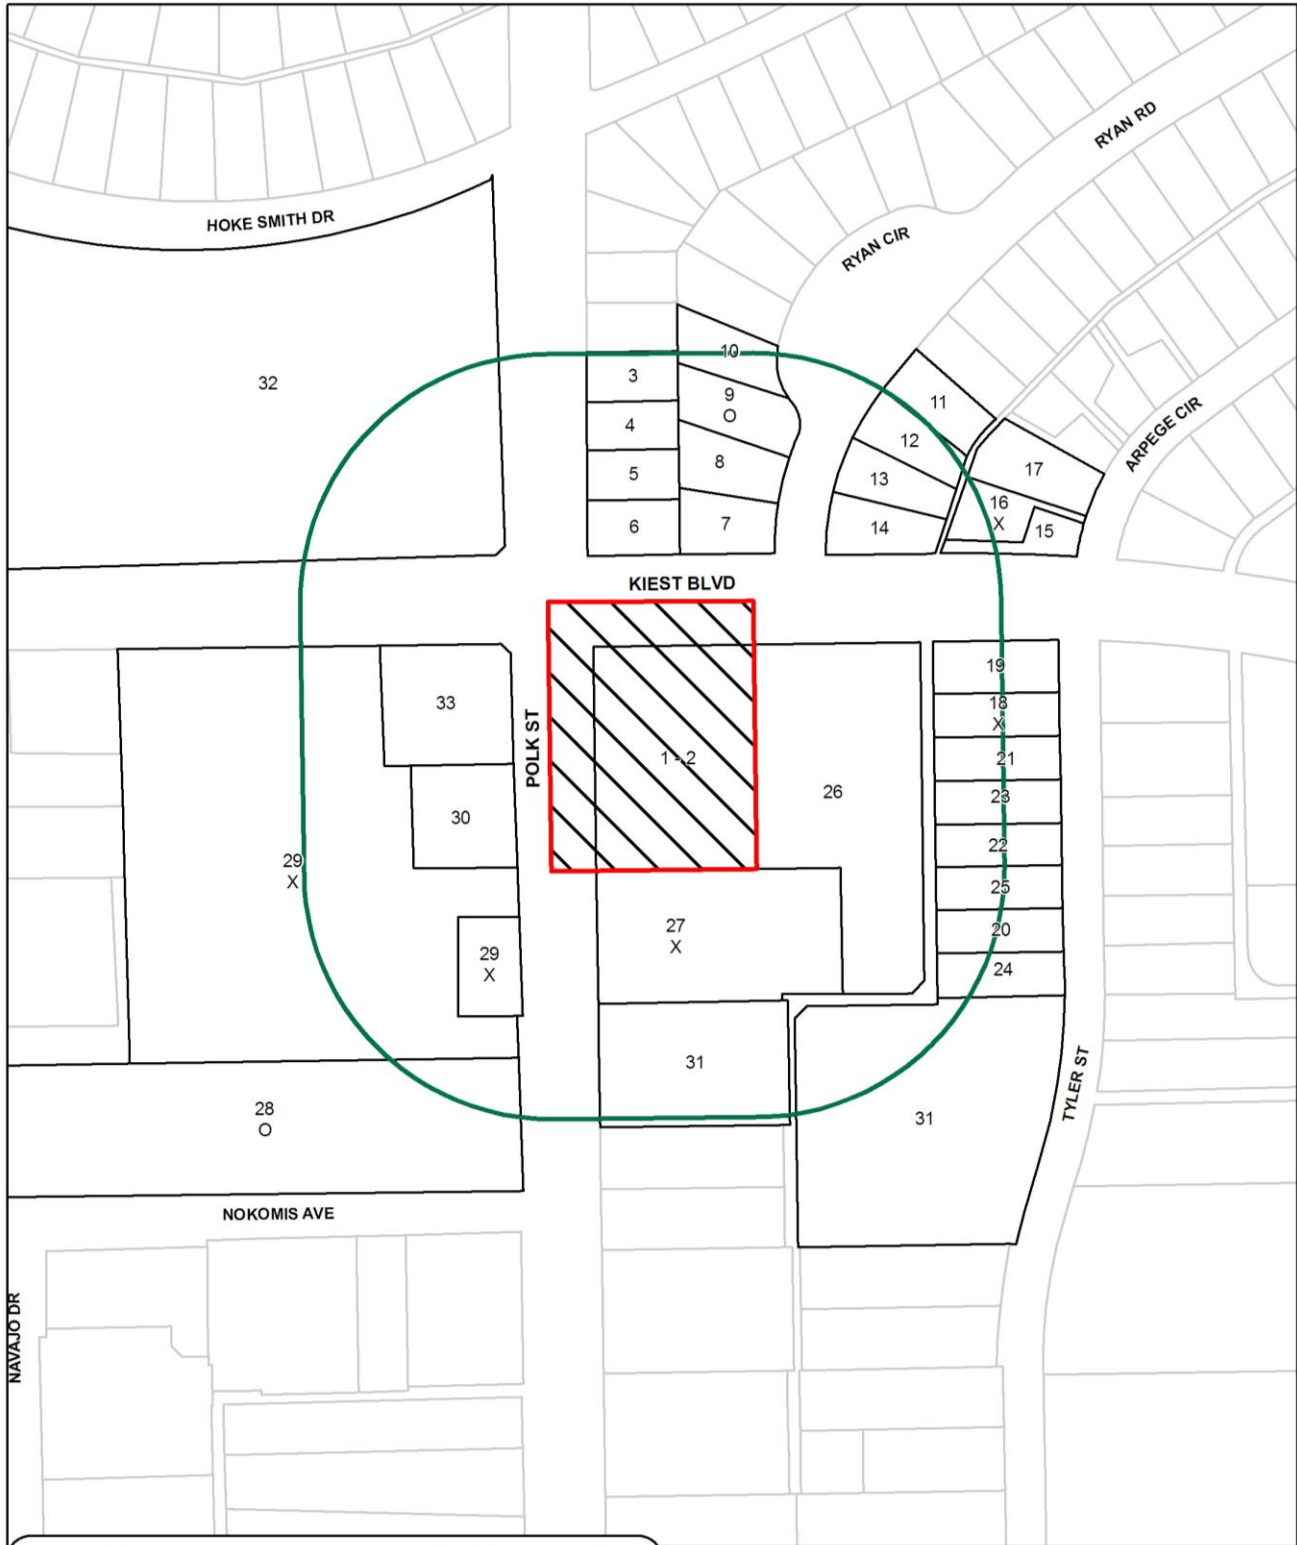 RYAN RD
HOKE SMITH DR
RYAN CIR
10
3
32
9
O
11
ARPEGE CIR
4
12
8
17
5
13
16
X
6
7
14
15
KIEST BLVD
19
33
18
X
POLK ST
1 - 2
21
26
23
30
22
29
X
25
27
X
20
29
X
24
31
TYLER ST
28
O
31
NOKOMIS AVE
NAVAJO DR